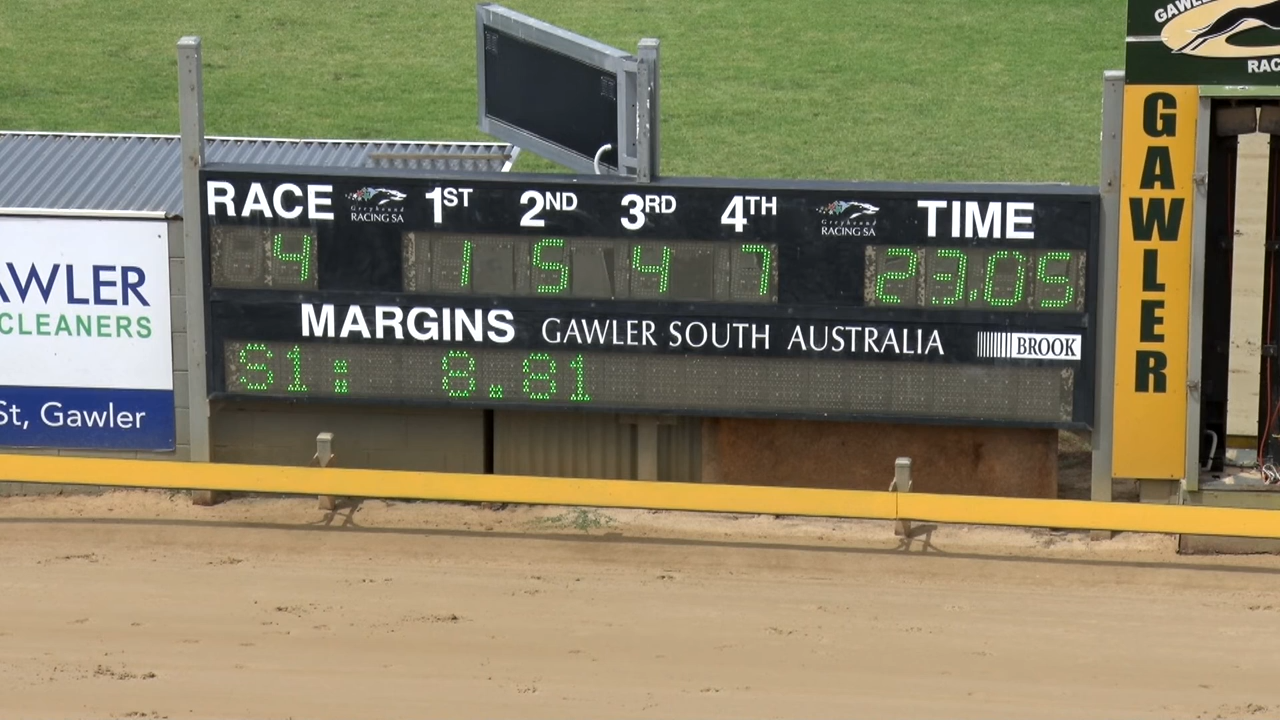 GAWLER
RAC
RACE Greyhound RACING SA 1ST 2ND 3RD 4TH Greyhound RACING SA TIME
4 1 5 4 7 23.05
MARGINS GAWLER SOUTH AUSTRALIA BROOK
S1: 8.81
AWLER
CLEANERS
St, Gawler
GAWLER